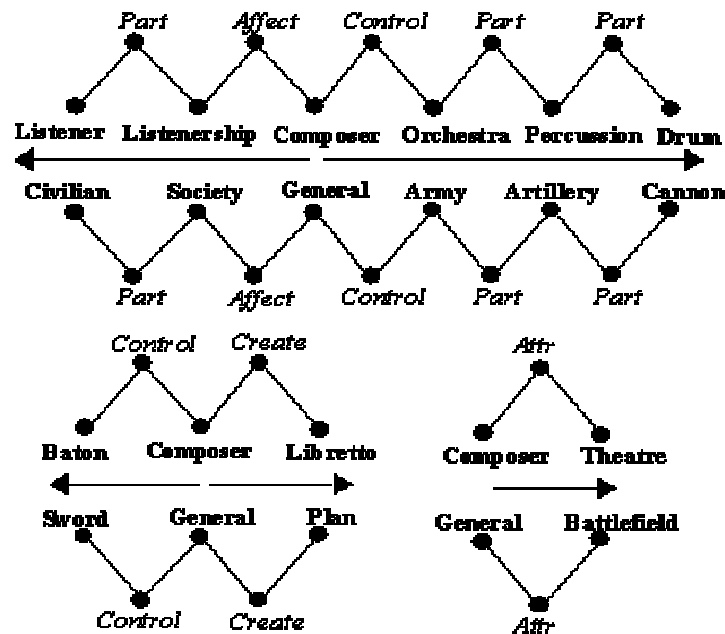 Part Affect Control Part Part
Listener Listenership Composer Orchestra Percussion Drum
Civilian Society General Army Artillery Cannon
Part Affect Control Part Part
Control Create
Baton Composer Libretto
Sword General Plan
Control Create
Attr
Composer Theatre
General Battlefield
Attr